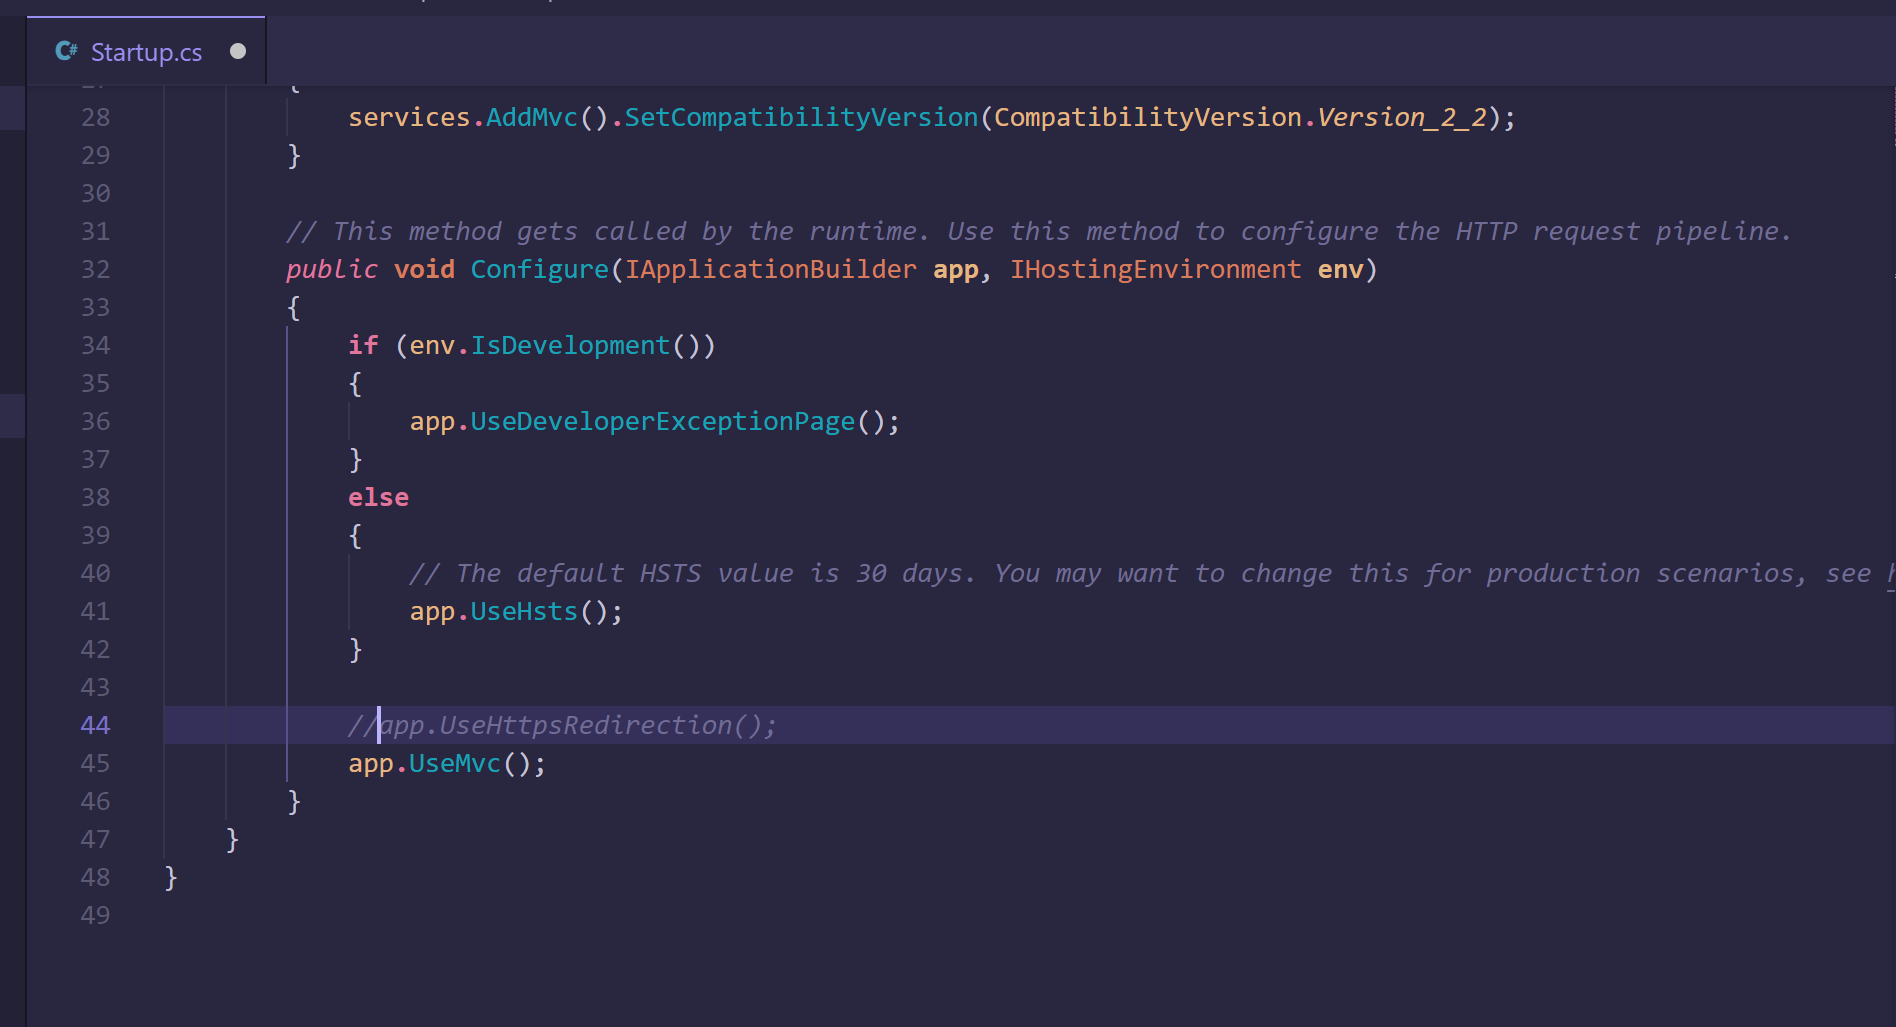 C# Startup.cs
{
28 services.AddMvc().SetCompatibilityVersion(CompatibilityVersion.Version_2_2);
29 }
30
31 // This method gets called by the runtime. Use this method to configure the HTTP request pipeline.
32 public void Configure(IApplicationBuilder app, IHostingEnvironment env)
33 {
34 if (env.IsDevelopment())
35 {
36 app.UseDeveloperExceptionPage();
37 }
38 else
39 {
40 // The default HSTS value is 30 days. You may want to change this for production scenarios, see
41 app.UseHsts();
42 }
43
44 //app.UseHttpsRedirection();
45 app.UseMvc();
46 }
47 }
48 }
49